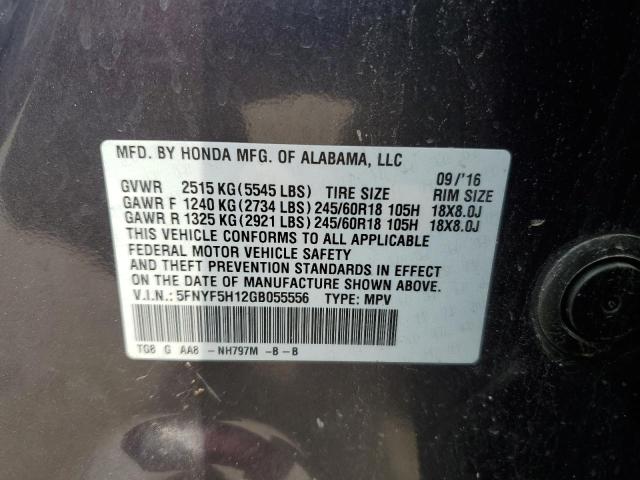 MFD. BY HONDA MFG. OF ALABAMA, LLC 09/'16
GVWR 2515 KG(5545 LBS) TIRE SIZE RIM SIZE
GAWR F 1240 KG(2734 LBS)245/60R18 105H 18X8.0J
GAWR R 1325 KG(2921 LBS)245/60R18 105H 18X8.0J
THIS VEHICLE CONFORMS TO ALL APPLICABLE
FEDERAL MOTOR VEHICLE SAFETY
AND THEFT PREVENTION STANDARDS IN EFFECT
ON THE DATE OF MANUFACTURE SHOWN ABOVE.
V.I.N.: 5FNYF5H12GB055556 TYPE: MPV
TG8 G AA8 -NH797M -B-B